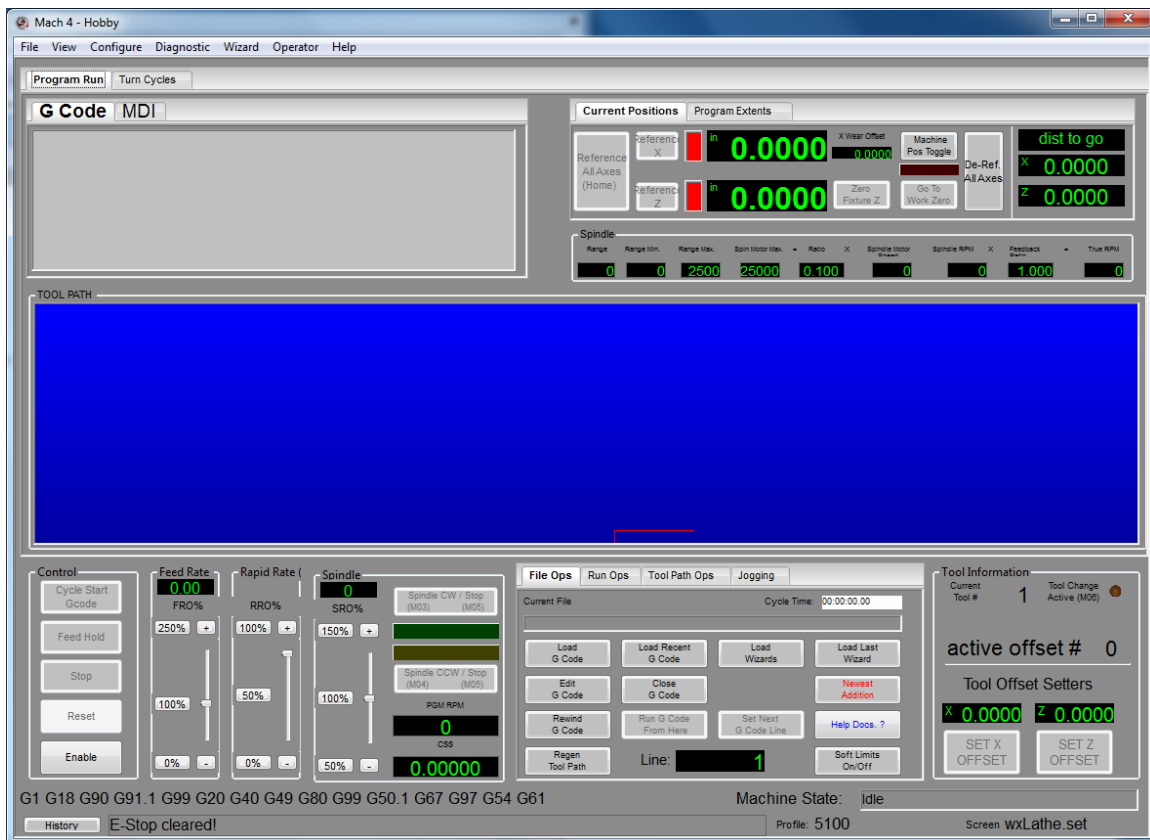 Mach 4 - Hobby
File View Configure Diagnostic Wizard Operator Help
Program Run Turn Cycles
G Code MDI
Current Positions Program Extents
Reference All Axes (Home)
Reference X
in 0.0000
X Wear Offset
0.0000
Machine Pos Toggle
De-Ref. All Axes
dist to go
X 0.0000
Z 0.0000
Reference Z
in 0.0000
Zero Fixture Z
Go To Work Zero
Spindle
Range Range Min. Range Max. Spin Motor Max. Ratio X Spindle Motor Spindle RPM X Feedback True RPM
0 0 2500 25000 0.100 0 0 1.000 0
TOOL PATH
Control
Cycle Start
Gcode
Feed Hold
Stop
Reset
Enable
Feed Rate
0.00
FRO%
250% +
100%
0% -
Rapid Rate (
RRO%
100% +
50%
0% -
Spindle
0
SRO%
150% +
100%
50% -
Spindle CW / Stop
(M03) (M05)
Spindle CCW / Stop
(M04) (M05)
PGM RPM
0
CSS
0.00000
File Ops Run Ops Tool Path Ops Jogging
Current File Cycle Time: 00:00:00.00
Load G Code
Load Recent G Code
Load Wizards
Load Last Wizard
Edit G Code
Close G Code
Newest Addition
Rewind G Code
Run G Code From Here
Set Next G Code Line
Help Docs. ?
Regen Tool Path
Line: 1
Soft Limits On/Off
Tool Information
Current Tool # 1
Tool Change Active (M06)
active offset # 0
Tool Offset Setters
X 0.0000 Z 0.0000
SET X OFFSET
SET Z OFFSET
G1 G18 G90 G91.1 G99 G20 G40 G49 G80 G99 G50.1 G67 G97 G54 G61
Machine State: Idle
History E-Stop cleared!
Profile: 5100
Screen wxLathe.set